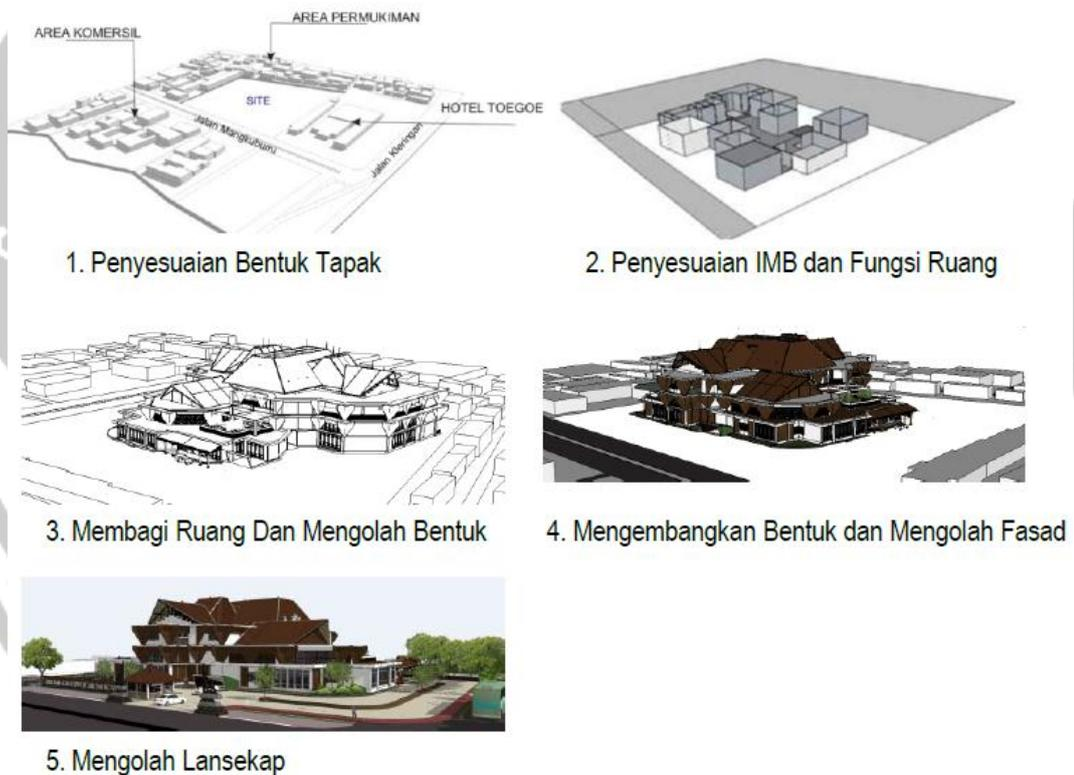 AREA PERMUKIMAN
AREA KOMERSIL
SITE
HOTEL TOEGOE
Jalan Mangkubumi
Jalan Kleringan
1. Penyesuaian Bentuk Tapak
2. Penyesuaian IMB dan Fungsi Ruang
3. Membagi Ruang Dan Mengolah Bentuk
4. Mengembangkan Bentuk dan Mengolah Fasad
5. Mengolah Lansekap